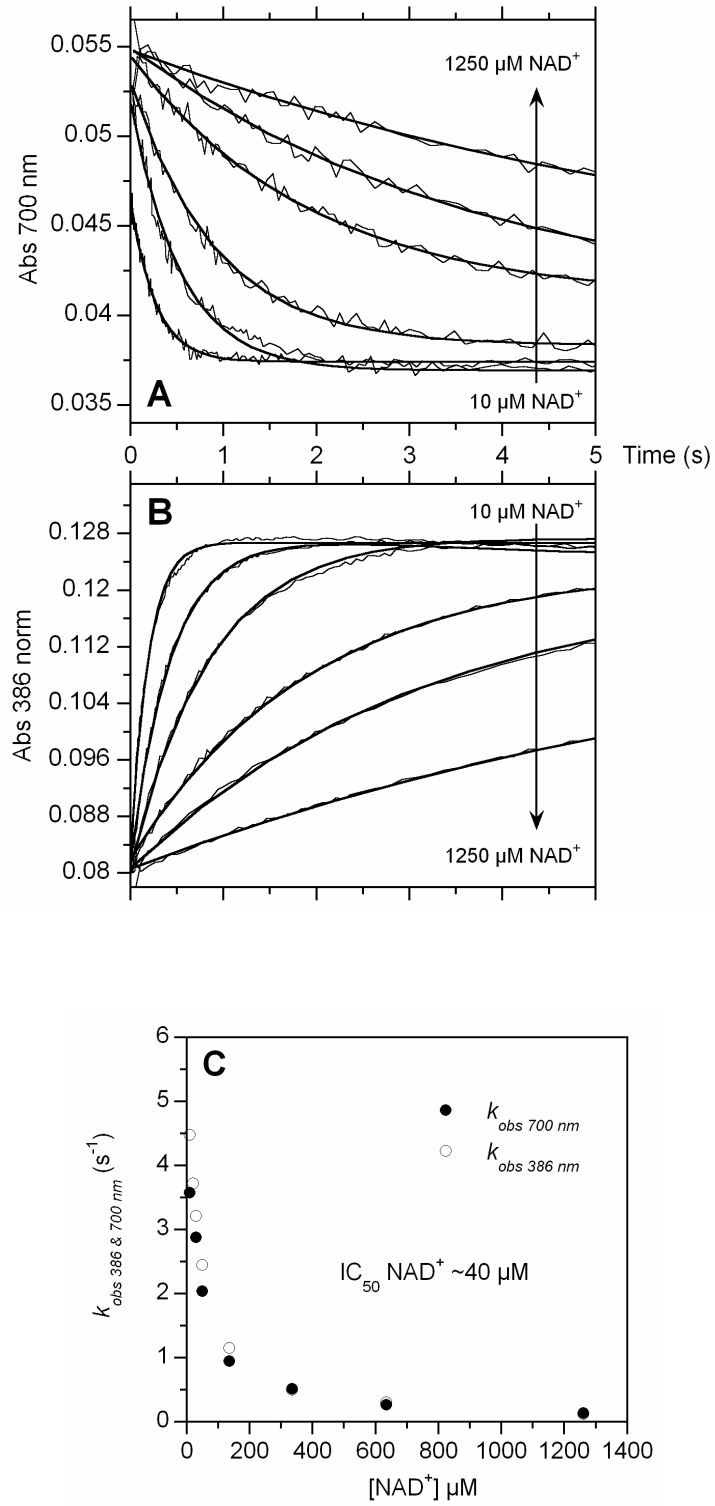 0.055
0.05
0.045
0.04
0.035
Abs 700 nm
1250 µM NAD⁺
10 µM NAD⁺
A
0 1 2 3 4 5 Time (s)
B
10 µM NAD⁺
0.128
0.12
0.112
0.104
0.096
0.088
0.08
Abs 386 norm
1250 µM NAD⁺
C
6
5
4
3
2
1
0
k obs 386 & 700 nm (s⁻¹)
k obs 700 nm
k obs 386 nm
IC₅₀ NAD⁺ ~40 µM
0 200 400 600 800 1000 1200 1400
[NAD⁺] µM